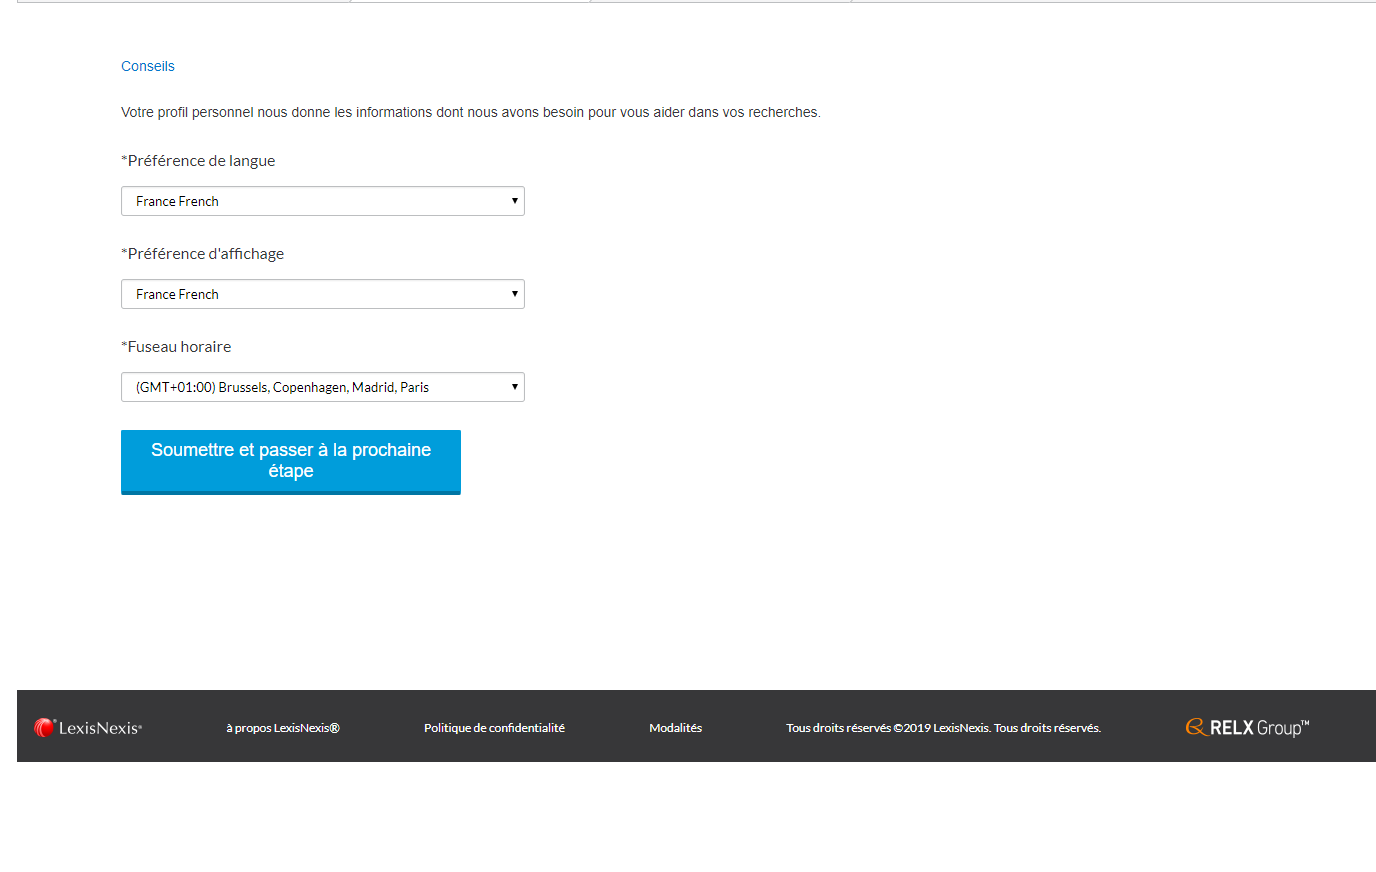 Conseils
Votre profil personnel nous donne les informations dont nous avons besoin pour vous aider dans vos recherches.
*Préférence de langue
France French
*Préférence d'affichage
France French
*Fuseau horaire
(GMT+01:00) Brussels, Copenhagen, Madrid, Paris
Soumettre et passer à la prochaine
étape
LexisNexis® à propos LexisNexis® Politique de confidentialité Modalités Tous droits réservés ©2019 LexisNexis. Tous droits réservés. RELX Group™